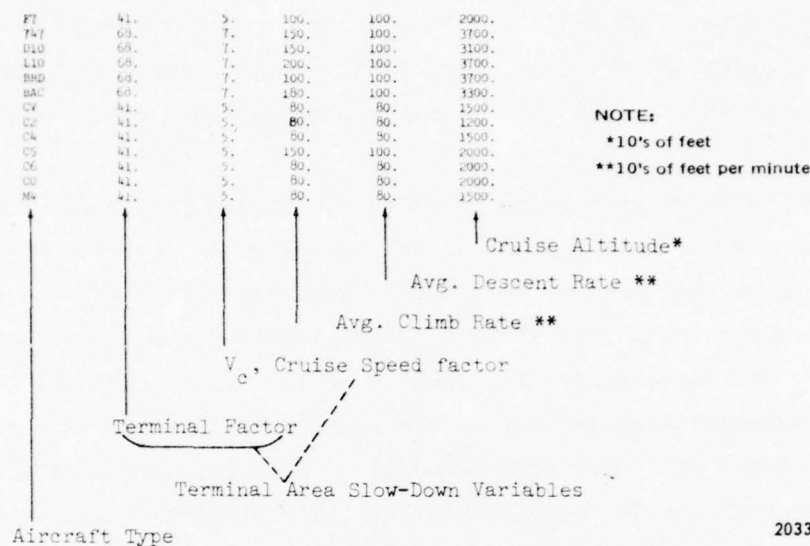 F7 41. 5. 100. 100. 2000.
747 68. 7. 150. 100. 3700.
D10 68. 7. 150. 100. 3100.
L10 68. 7. 200. 100. 3700.
BHD 68. 7. 100. 100. 3700.
BAC 68. 7. 180. 100. 3300.
CV 41. 5. 80. 80. 1500.
C2 41. 5. 80. 80. 1200.
C4 41. 5. 80. 80. 1500.
C5 41. 5. 150. 100. 2000.
C6 41. 5. 80. 80. 2000.
41. 5. 80. 80. 2000.
M4 41. 5. 80. 80. 1500.
NOTE:
*10's of feet
**10's of feet per minute
Cruise Altitude*
Avg. Descent Rate **
Avg. Climb Rate **
Vc, Cruise Speed factor
Terminal Factor
Terminal Area Slow-Down Variables
Aircraft Type
2033